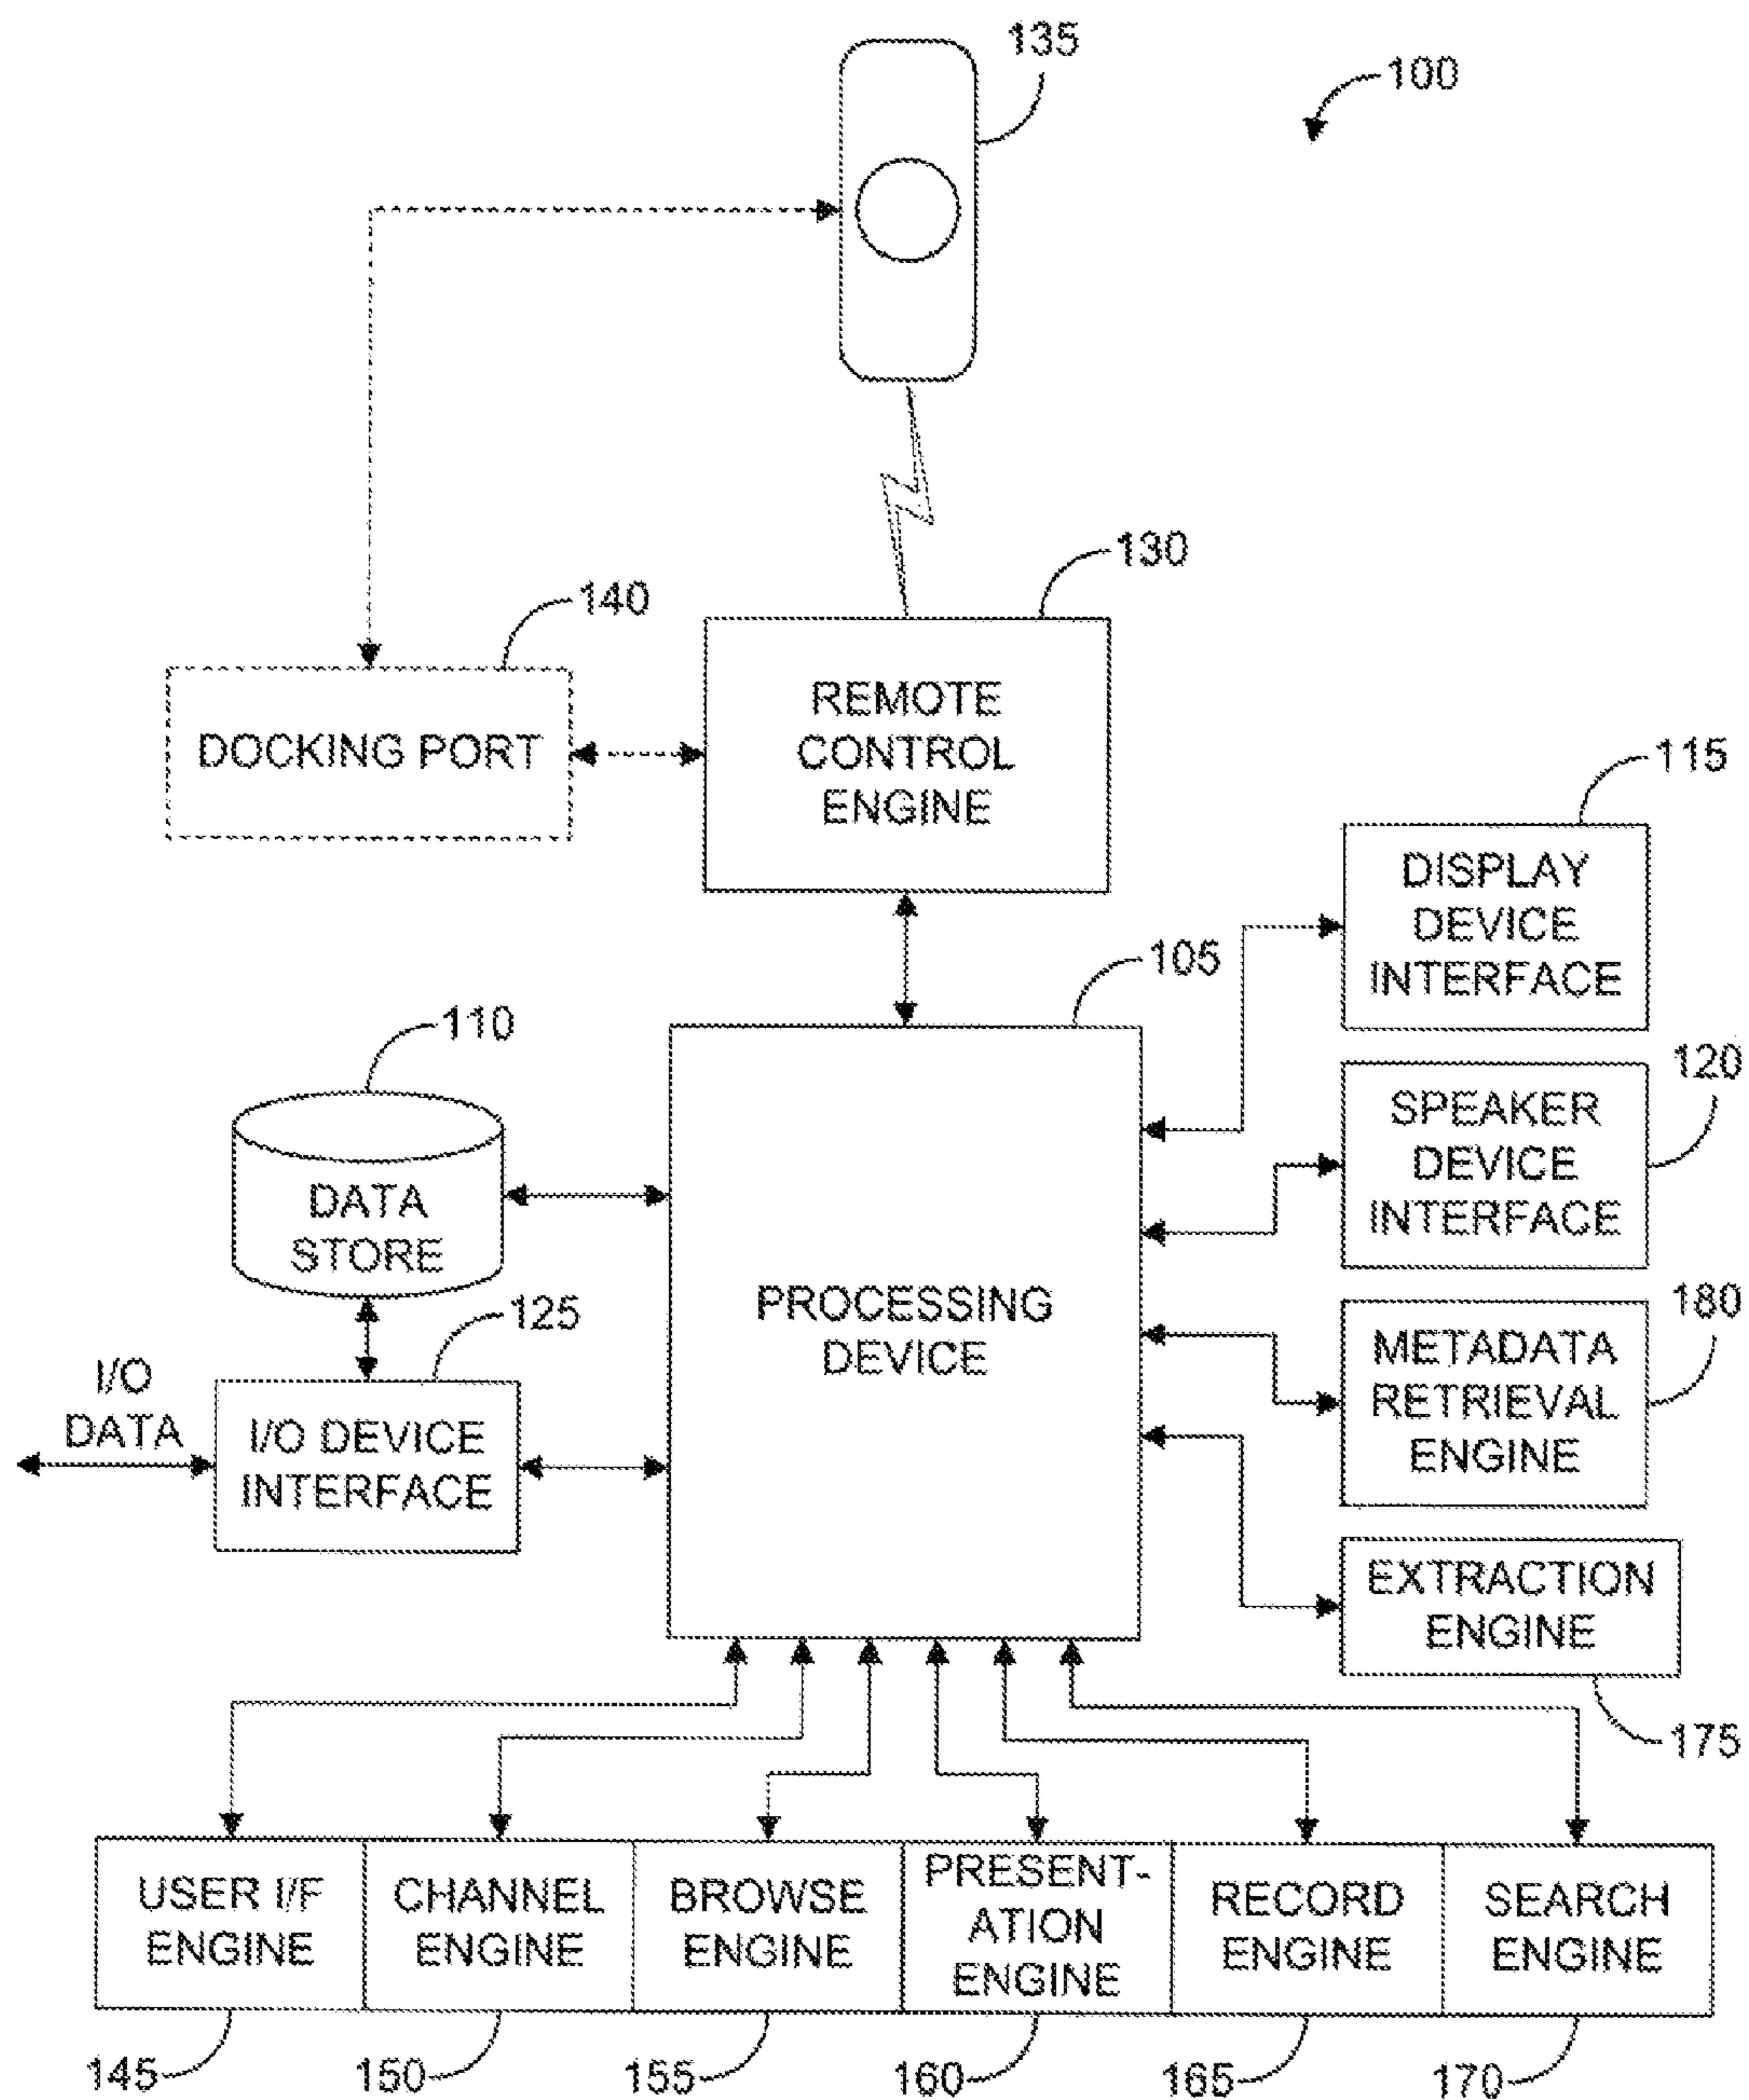 135
100
130
140
REMOTE
CONTROL
ENGINE
DOCKING PORT
115
DISPLAY
DEVICE
INTERFACE
105
110
120
SPEAKER
DEVICE
INTERFACE
DATA
STORE
PROCESSING
DEVICE
125
180
METADATA
RETRIEVAL
ENGINE
I/O
DATA
I/O DEVICE
INTERFACE
EXTRACTION
ENGINE
175
USER I/F
ENGINE
CHANNEL
ENGINE
BROWSE
ENGINE
PRESENT-
ATION
ENGINE
RECORD
ENGINE
SEARCH
ENGINE
145
150
155
160
165
170